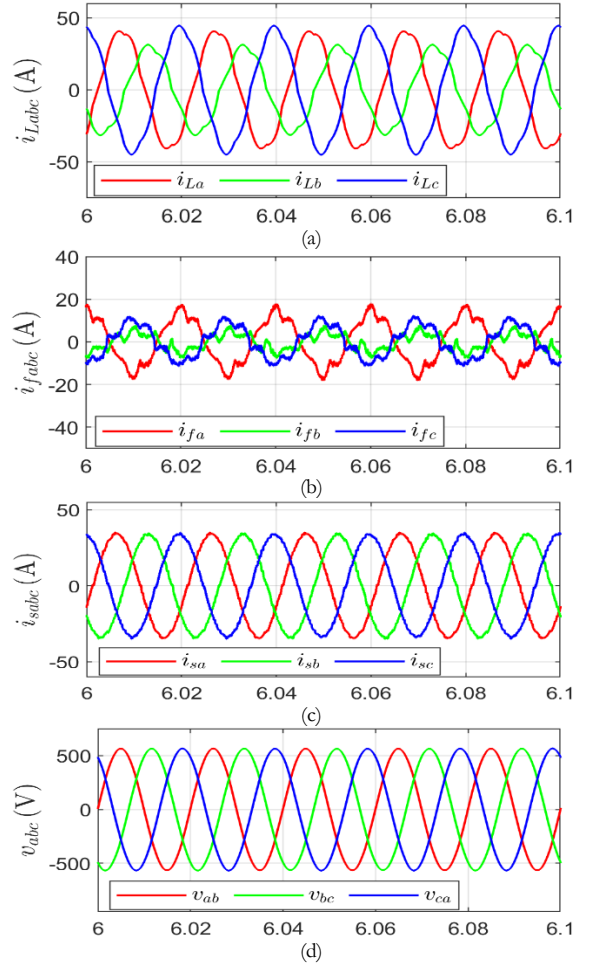 50
0
-50
i_Labc (A)
i_La i_Lb i_Lc
6 6.02 6.04 6.06 6.08 6.1
(a)
40
20
0
-20
-40
i_fabc (A)
i_fa i_fb i_fc
6 6.02 6.04 6.06 6.08 6.1
(b)
50
0
-50
i_sabc (A)
i_sa i_sb i_sc
6 6.02 6.04 6.06 6.08 6.1
(c)
500
0
-500
v_abc (V)
v_ab v_bc v_ca
6 6.02 6.04 6.06 6.08 6.1
(d)